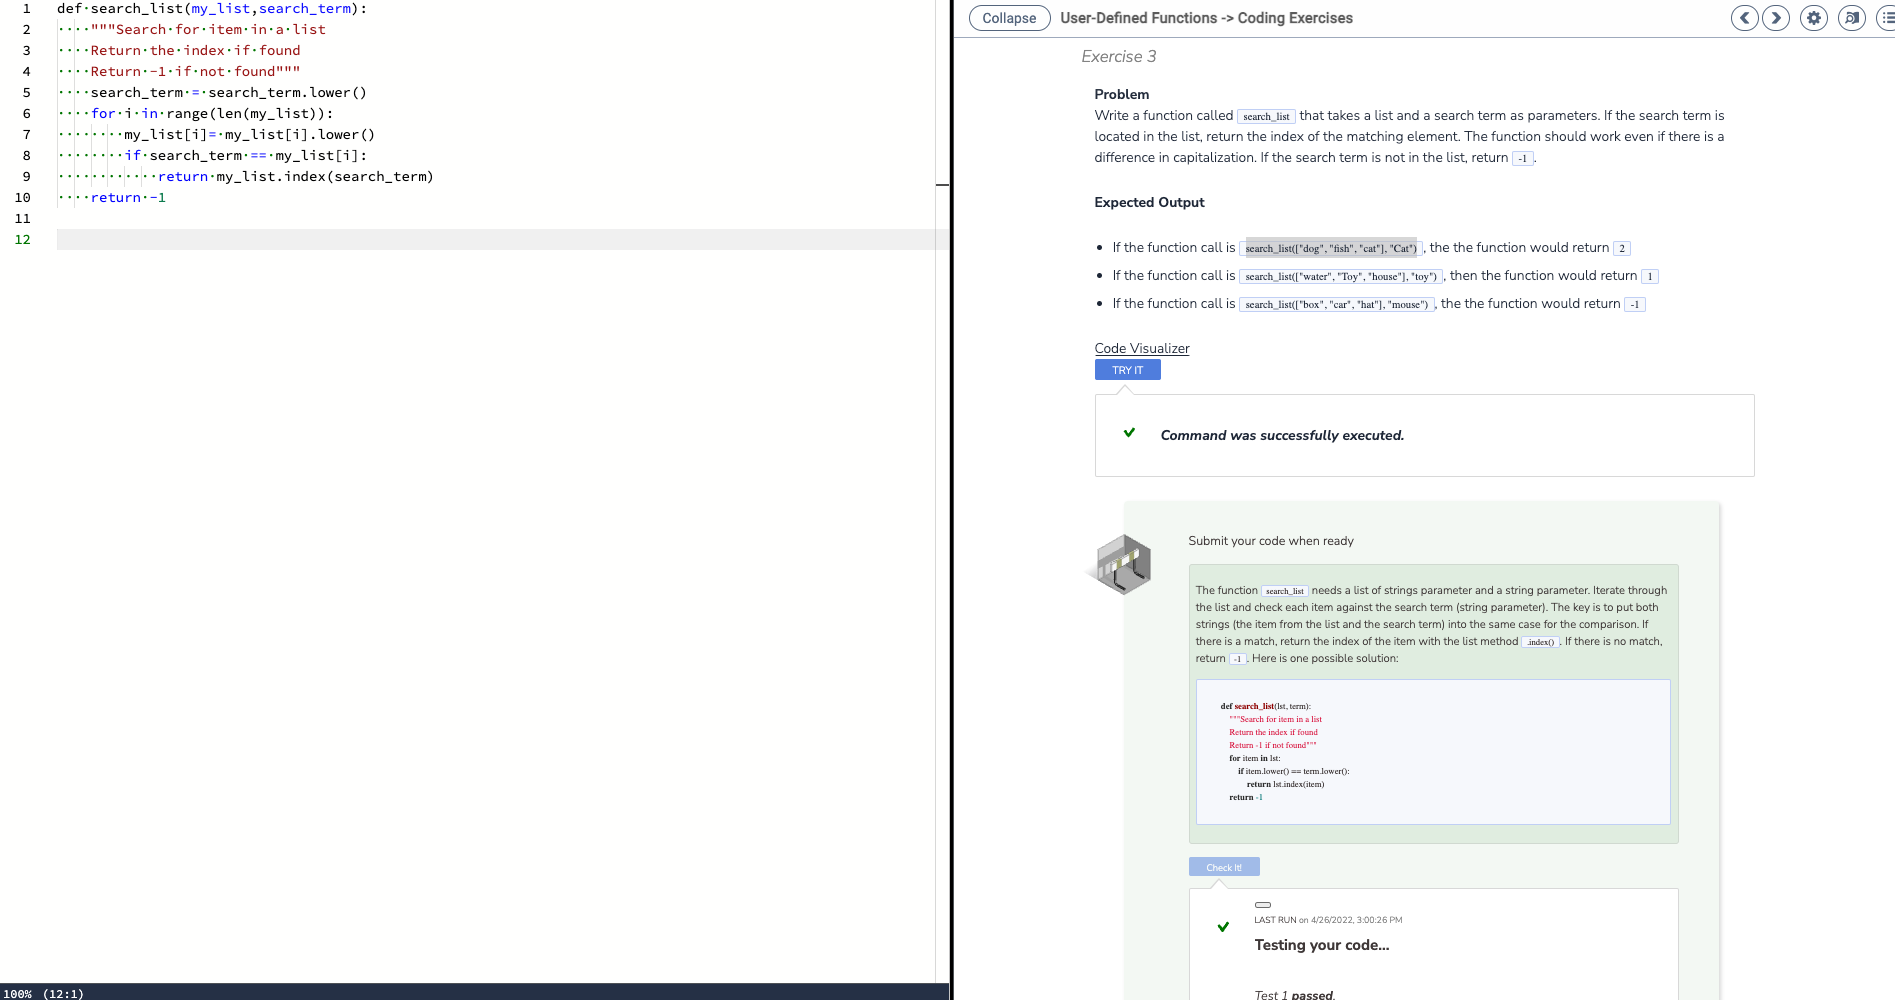 1 def search_list(my_list,search_term):
2 """Search for item in a list
3 Return the index if found
4 Return -1 if not found"""
5 search_term = search_term.lower()
6 for i in range(len(my_list)):
7 my_list[i]= my_list[i].lower()
8 if search_term == my_list[i]:
9 return my_list.index(search_term)
10 return -1
11
12
100% (12:1)
Collapse User-Defined Functions -> Coding Exercises
Exercise 3
Problem
Write a function called search_list that takes a list and a search term as parameters. If the search term is
located in the list, return the index of the matching element. The function should work even if there is a
difference in capitalization. If the search term is not in the list, return -1.
Expected Output
• If the function call is search_list(["dog", "fish", "cat"], "Cat"), the the function would return 2
• If the function call is search_list(["water", "Toy", "house"], "toy"), then the function would return 1
• If the function call is search_list(["box", "car", "hat"], "mouse"), the the function would return -1
Code Visualizer
TRY IT
Command was successfully executed.
Submit your code when ready
The function search_list needs a list of strings parameter and a string parameter. Iterate through
the list and check each item against the search term (string parameter). The key is to put both
strings (the item from the list and the search term) into the same case for the comparison. If
there is a match, return the index of the item with the list method .index(). If there is no match,
return -1. Here is one possible solution:
def search_list(lst, term):
"""Search for item in a list
Return the index if found
Return -1 if not found"""
for item in lst:
if item.lower() == term.lower():
return lst.index(item)
return -1
Check It!
LAST RUN on 4/26/2022, 3:00:26 PM
Testing your code...
Test 1 passed.